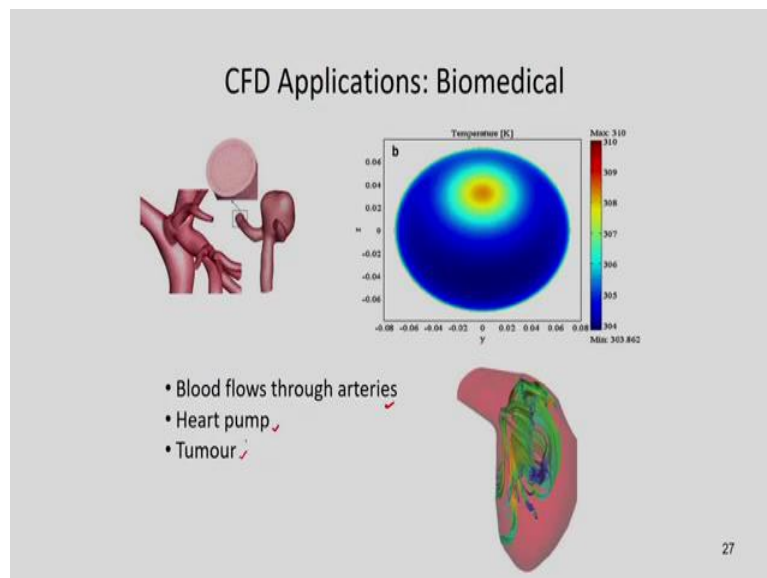 CFD Applications: Biomedical
Temperature [K]
Max: 310
b
0.06
0.04
0.02
0
-0.02
-0.04
-0.06
z
-0.08 -0.06 -0.04 -0.02 0 0.02 0.04 0.06 0.08
y
310
309
308
307
306
305
304
Min: 303.862
• Blood flows through arteries
• Heart pump
• Tumour
27